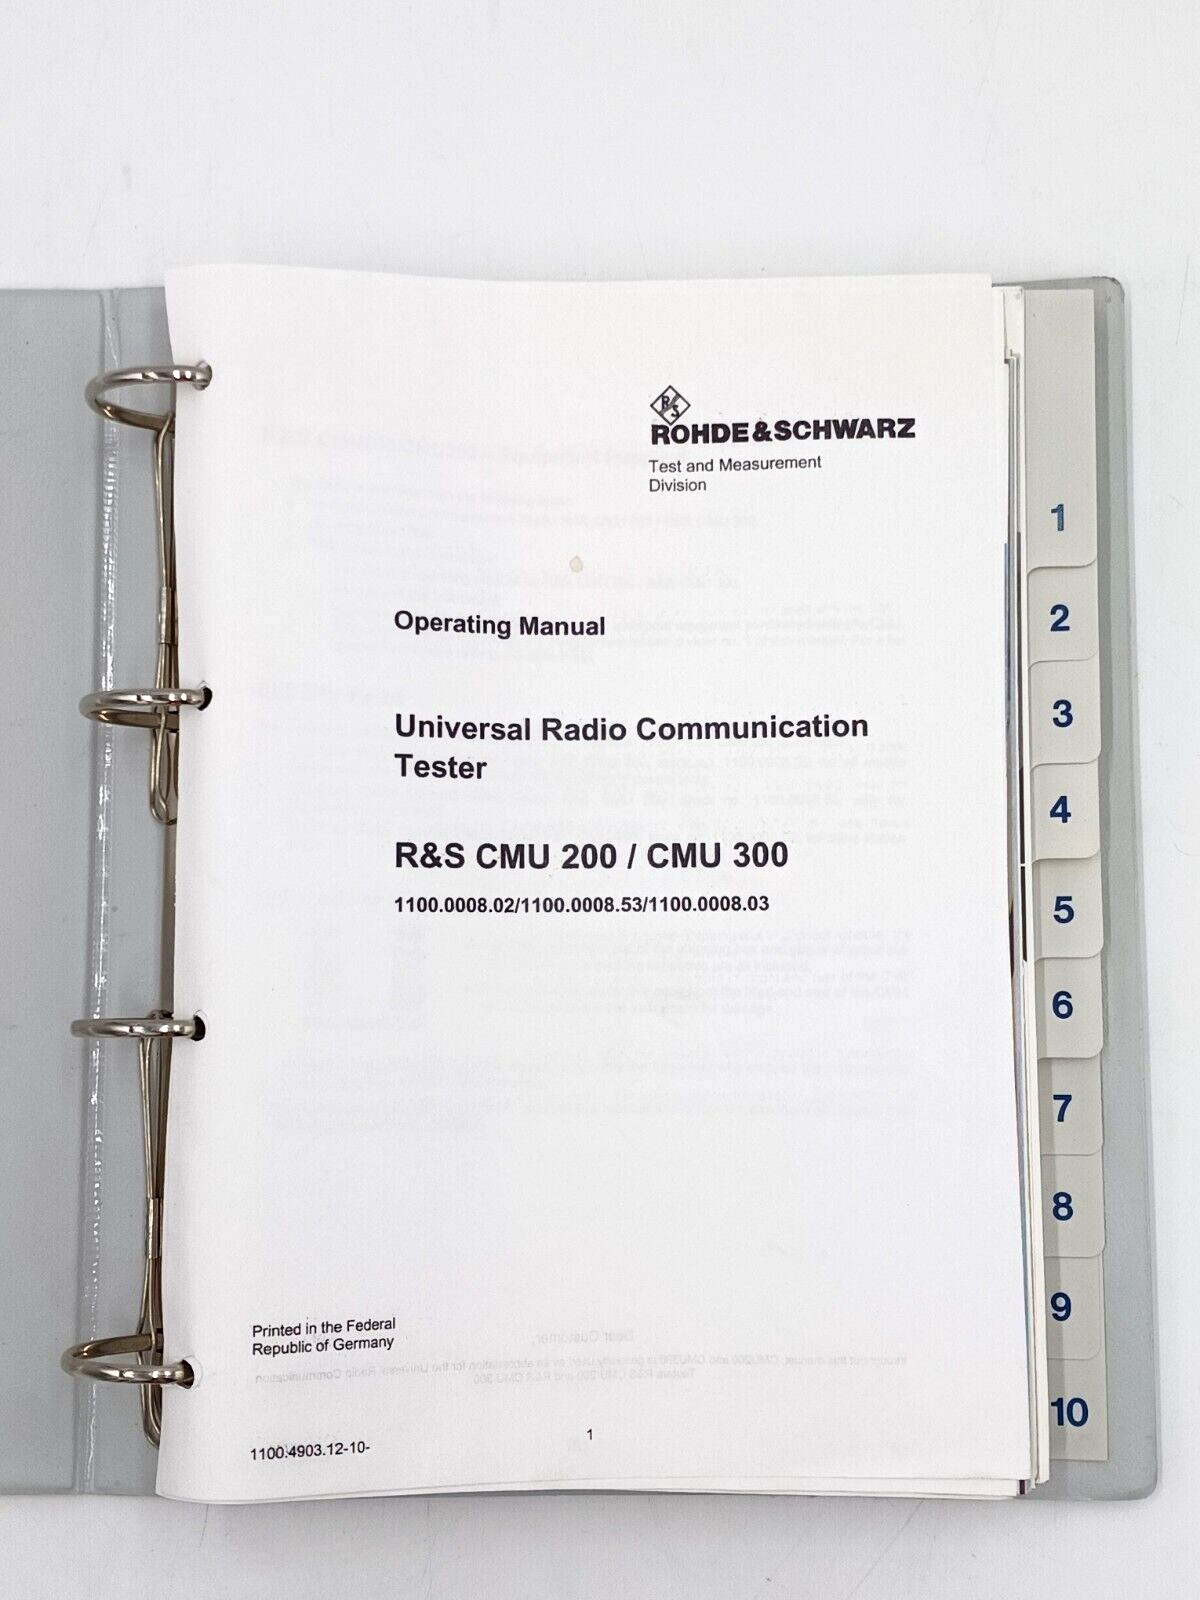 R/S
ROHDE&SCHWARZ
Test and Measurement
Division
Operating Manual
Universal Radio Communication
Tester
R&S CMU 200 / CMU 300
1100.0008.02/1100.0008.53/1100.0008.03
Printed in the Federal
Republic of Germany
1100.4903.12-10-
1
1
2
3
4
5
6
7
8
9
10